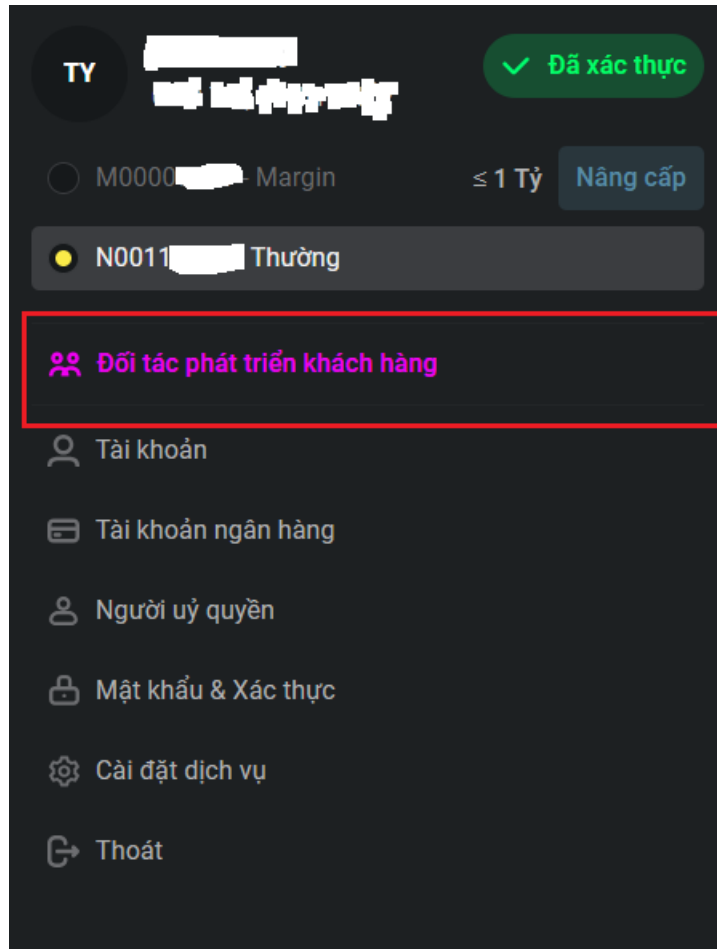 TY
Đã xác thực
M0000 - Margin ≤ 1 Tỷ Nâng cấp
N0011 Thường
Đối tác phát triển khách hàng
Tài khoản
Tài khoản ngân hàng
Người uỷ quyền
Mật khẩu & Xác thực
Cài đặt dịch vụ
Thoát